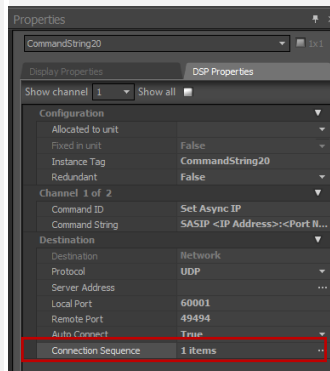 Properties
CommandString20 1x1
Display Properties DSP Properties
Show channel 1 Show all
Configuration
Allocated to unit
Fixed in unit False
Instance Tag CommandString20
Redundant False
Channel 1 of 2
Command ID Set Async IP
Command String SASIP <IP Address>:<Port N...
Destination
Destination Network
Protocol UDP
Server Address ...
Local Port 60001
Remote Port 49494
Auto Connect True
Connection Sequence 1 items ...